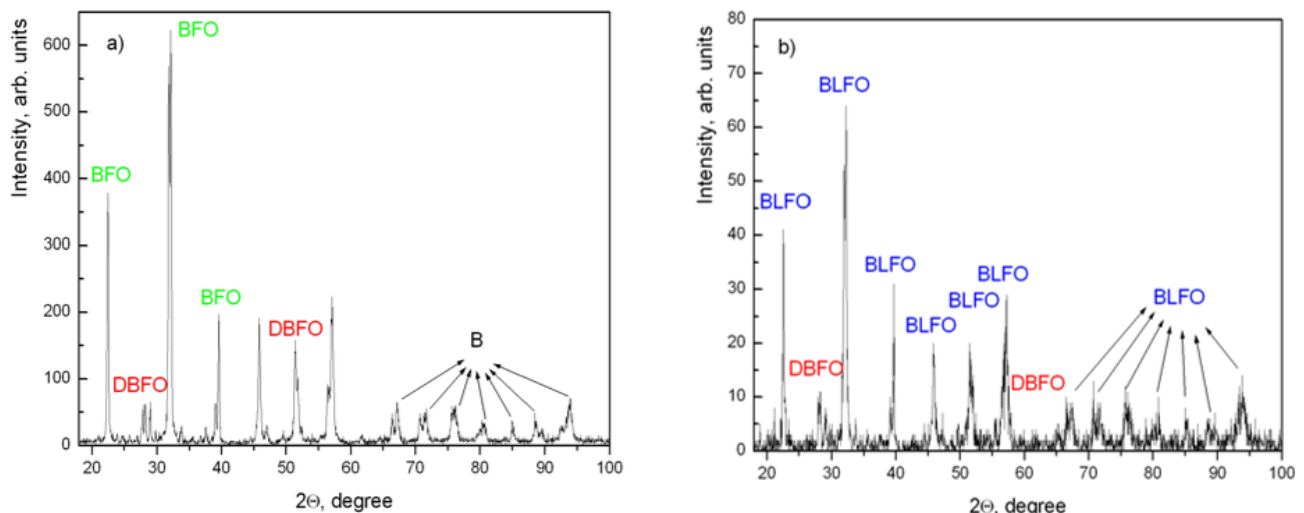 a)
Intensity, arb. units
600
500
400
300
200
100
0
BFO
BFO
DBFO
BFO
DBFO
B
20 30 40 50 60 70 80 90 100
2Θ, degree
b)
Intensity, arb. units
80
70
60
50
40
30
20
10
0
BLFO
BLFO
DBFO
BLFO
BLFO
BLFO
BLFO
DBFO
BLFO
20 30 40 50 60 70 80 90 100
2Θ, degree